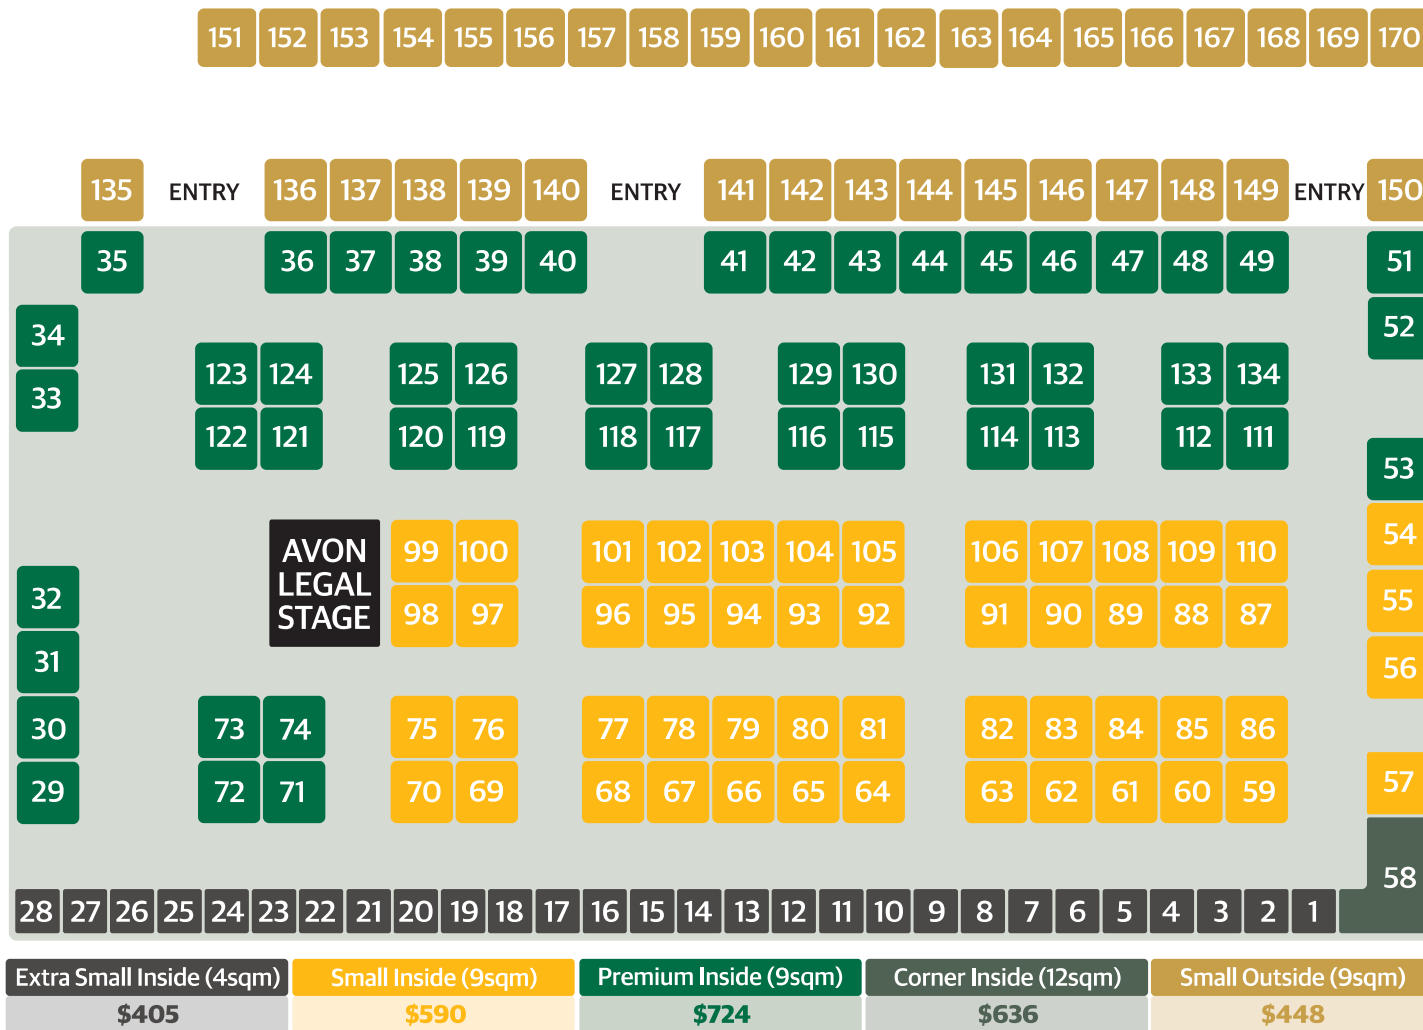 151 152 153 154 155 156 157 158 159 160 161 162 163 164 165 166 167 168 169 170
135 ENTRY 136 137 138 139 140 ENTRY 141 142 143 144 145 146 147 148 149 ENTRY 150
35 36 37 38 39 40 41 42 43 44 45 46 47 48 49 51
34 52
123 124 125 126 127 128 129 130 131 132 133 134
33
122 121 120 119 118 117 116 115 114 113 112 111
53
AVON
LEGAL
STAGE
99 100 101 102 103 104 105 106 107 108 109 110 54
32 55
98 97 96 95 94 93 92 91 90 89 88 87
31 56
30 73 74 75 76 77 78 79 80 81 82 83 84 85 86
29 72 71 70 69 68 67 66 65 64 63 62 61 60 59 57
58
28 27 26 25 24 23 22 21 20 19 18 17 16 15 14 13 12 11 10 9 8 7 6 5 4 3 2 1
Extra Small Inside (4sqm) Small Inside (9sqm) Premium Inside (9sqm) Corner Inside (12sqm) Small Outside (9sqm)
$405 $590 $724 $636 $448